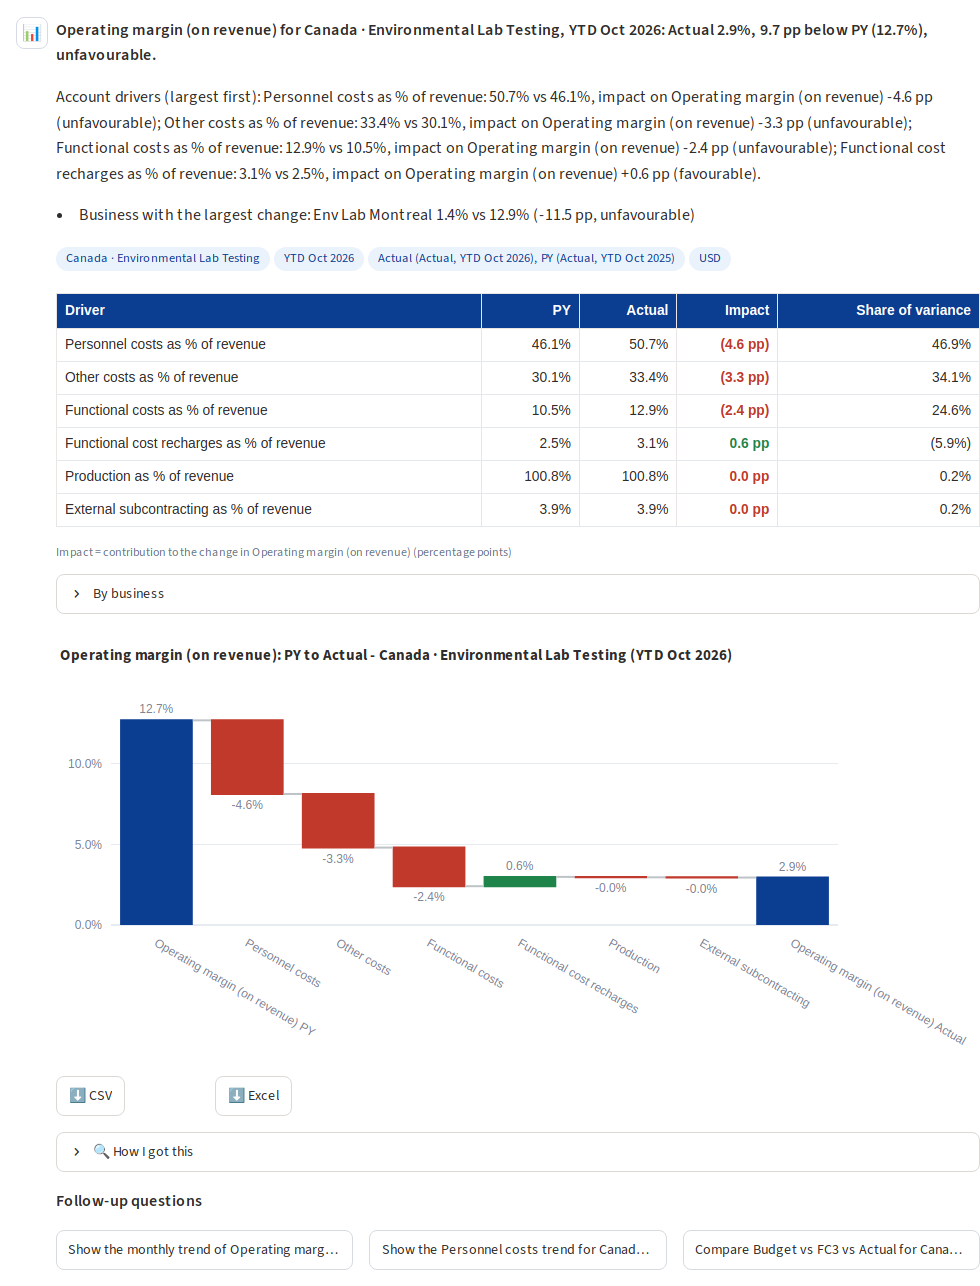 Operating margin (on revenue) for Canada · Environmental Lab Testing, YTD Oct 2026: Actual 2.9%, 9.7 pp below PY (12.7%),
unfavourable.
Account drivers (largest first): Personnel costs as % of revenue: 50.7% vs 46.1%, impact on Operating margin (on revenue) -4.6 pp
(unfavourable); Other costs as % of revenue: 33.4% vs 30.1%, impact on Operating margin (on revenue) -3.3 pp (unfavourable);
Functional costs as % of revenue: 12.9% vs 10.5%, impact on Operating margin (on revenue) -2.4 pp (unfavourable); Functional cost
recharges as % of revenue: 3.1% vs 2.5%, impact on Operating margin (on revenue) +0.6 pp (favourable).
• Business with the largest change: Env Lab Montreal 1.4% vs 12.9% (-11.5 pp, unfavourable)
Canada · Environmental Lab Testing YTD Oct 2026 Actual (Actual, YTD Oct 2026), PY (Actual, YTD Oct 2025) USD
Driver PY Actual Impact Share of variance
Personnel costs as % of revenue 46.1% 50.7% (4.6 pp) 46.9%
Other costs as % of revenue 30.1% 33.4% (3.3 pp) 34.1%
Functional costs as % of revenue 10.5% 12.9% (2.4 pp) 24.6%
Functional cost recharges as % of revenue 2.5% 3.1% 0.6 pp (5.9%)
Production as % of revenue 100.8% 100.8% 0.0 pp 0.2%
External subcontracting as % of revenue 3.9% 3.9% 0.0 pp 0.2%
Impact = contribution to the change in Operating margin (on revenue) (percentage points)
By business
Operating margin (on revenue): PY to Actual - Canada · Environmental Lab Testing (YTD Oct 2026)
12.7%
10.0%
-4.6%
5.0%
-3.3%
-2.4%
0.6%
-0.0%
-0.0%
2.9%
0.0%
Operating margin (on revenue) PY
Personnel costs
Other costs
Functional costs
Functional cost recharges
Production
External subcontracting
Operating margin (on revenue) Actual
CSV Excel
How I got this
Follow-up questions
Show the monthly trend of Operating marg... Show the Personnel costs trend for Canad... Compare Budget vs FC3 vs Actual for Cana...